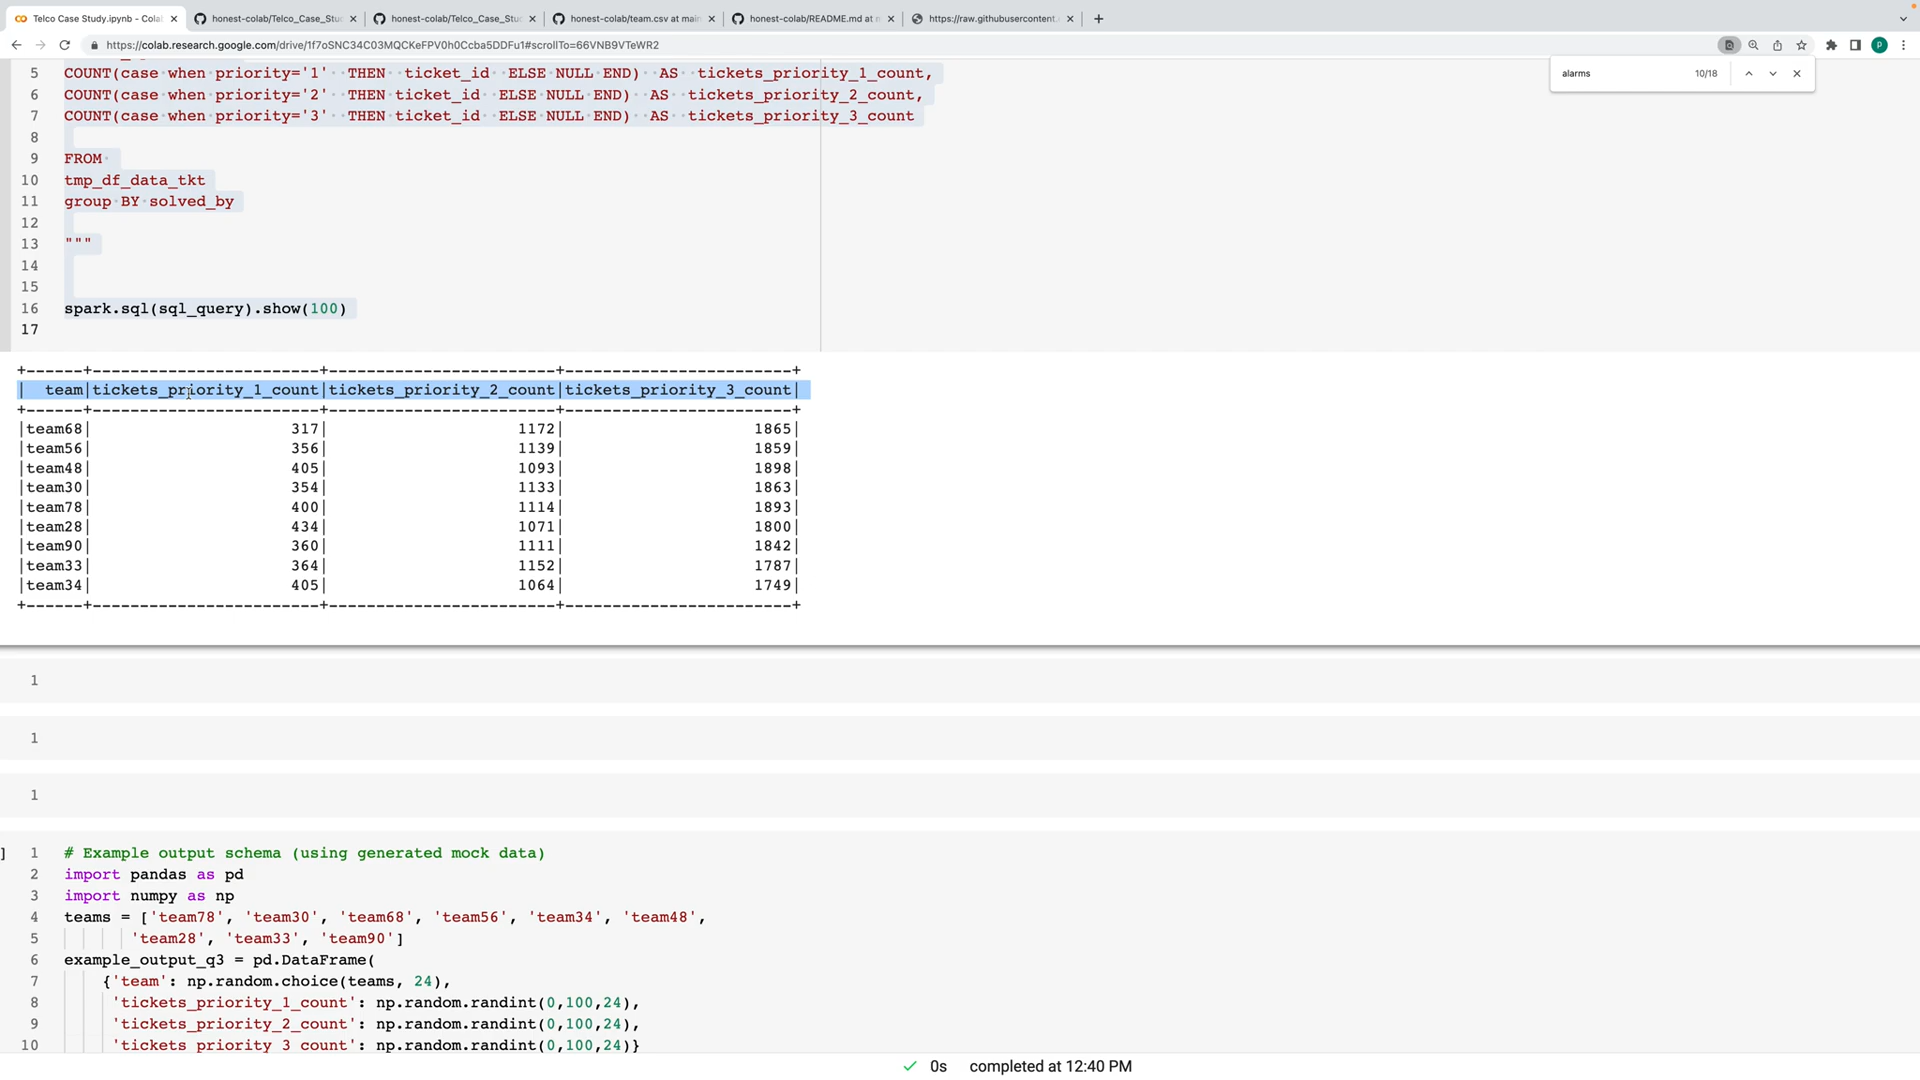 Telco Case Study.ipynb - Cola
honest-colab/Telco_Case_Stu
honest-colab/Telco_Case_Stu
honest-colab/team.csv at main
honest-colab/README.md at m
https://raw.githubusercontent.
https://colab.research.google.com/drive/1f7oSNC34C03MQCKeFPV0h0Ccba5DDFu1#scrollTo=66VNB9VTeWR2
alarms 10/18
5 COUNT(case when priority='1' THEN ticket_id ELSE NULL END) AS tickets_priority_1_count,
6 COUNT(case when priority='2' THEN ticket_id ELSE NULL END) AS tickets_priority_2_count,
7 COUNT(case when priority='3' THEN ticket_id ELSE NULL END) AS tickets_priority_3_count
8
9 FROM
10 tmp_df_data_tkt
11 group BY solved_by
12
13 """
14
15
16 spark.sql(sql_query).show(100)
17
+------+------------------------+------------------------+------------------------+
| team|tickets_priority_1_count|tickets_priority_2_count|tickets_priority_3_count|
+------+------------------------+------------------------+------------------------+
|team68| 317| 1172| 1865|
|team56| 356| 1139| 1859|
|team48| 405| 1093| 1898|
|team30| 354| 1133| 1863|
|team78| 400| 1114| 1893|
|team28| 434| 1071| 1800|
|team90| 360| 1111| 1842|
|team33| 364| 1152| 1787|
|team34| 405| 1064| 1749|
+------+------------------------+------------------------+------------------------+
1
1
1
] 1 # Example output schema (using generated mock data)
2 import pandas as pd
3 import numpy as np
4 teams = ['team78', 'team30', 'team68', 'team56', 'team34', 'team48',
5 'team28', 'team33', 'team90']
6 example_output_q3 = pd.DataFrame(
7 {'team': np.random.choice(teams, 24),
8 'tickets_priority_1_count': np.random.randint(0,100,24),
9 'tickets_priority_2_count': np.random.randint(0,100,24),
10 'tickets_priority_3_count': np.random.randint(0,100,24)}
0s completed at 12:40 PM